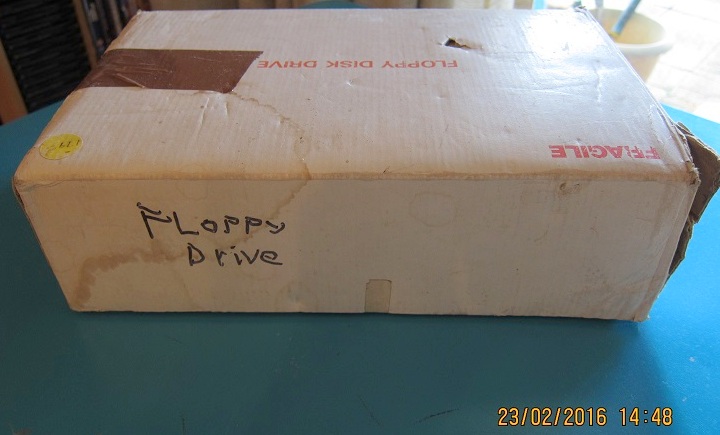 FLOPPY DISK DRIVE
FRAGILE
FLoppy
Drive
23/02/2016 14:48